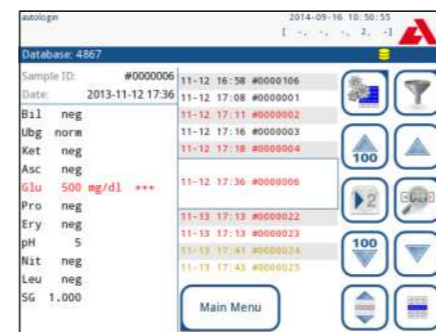 autologin
2014-09-16 10:50:55
[ -, -, -, 2, -]
Database: 4867
Sample ID: #0000006
Date: 2013-11-12 17:36
Bil neg
Ubg norm
Ket neg
Asc neg
Glu 500 mg/dl +++
Pro neg
Ery neg
pH 5
Nit neg
Leu neg
SG 1.000
11-12 16:58 #0000106
11-12 17:08 #0000001
11-12 17:11 #0000002
11-12 17:16 #0000003
11-12 17:18 #0000004
11-12 17:36 #0000006
11-13 17:13 #0000022
11-13 17:13 #0000023
11-13 17:41 #0000024
11-13 17:43 #0000025
Main Menu
100
2
100